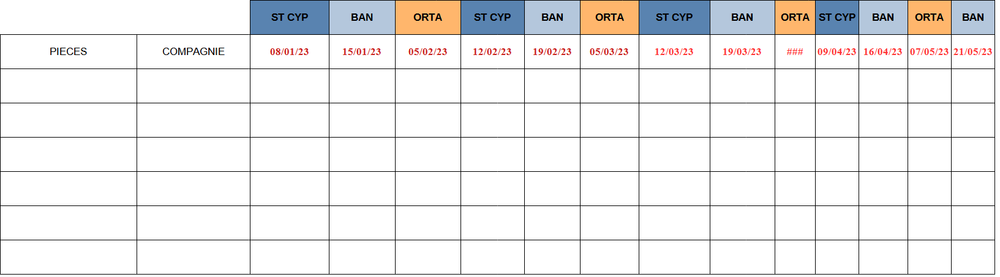 ST CYP BAN ORTA ST CYP BAN ORTA ST CYP BAN ORTA ST CYP BAN ORTA BAN
PIECES COMPAGNIE 08/01/23 15/01/23 05/02/23 12/02/23 19/02/23 05/03/23 12/03/23 19/03/23 ### 09/04/23 16/04/23 07/05/23 21/05/23